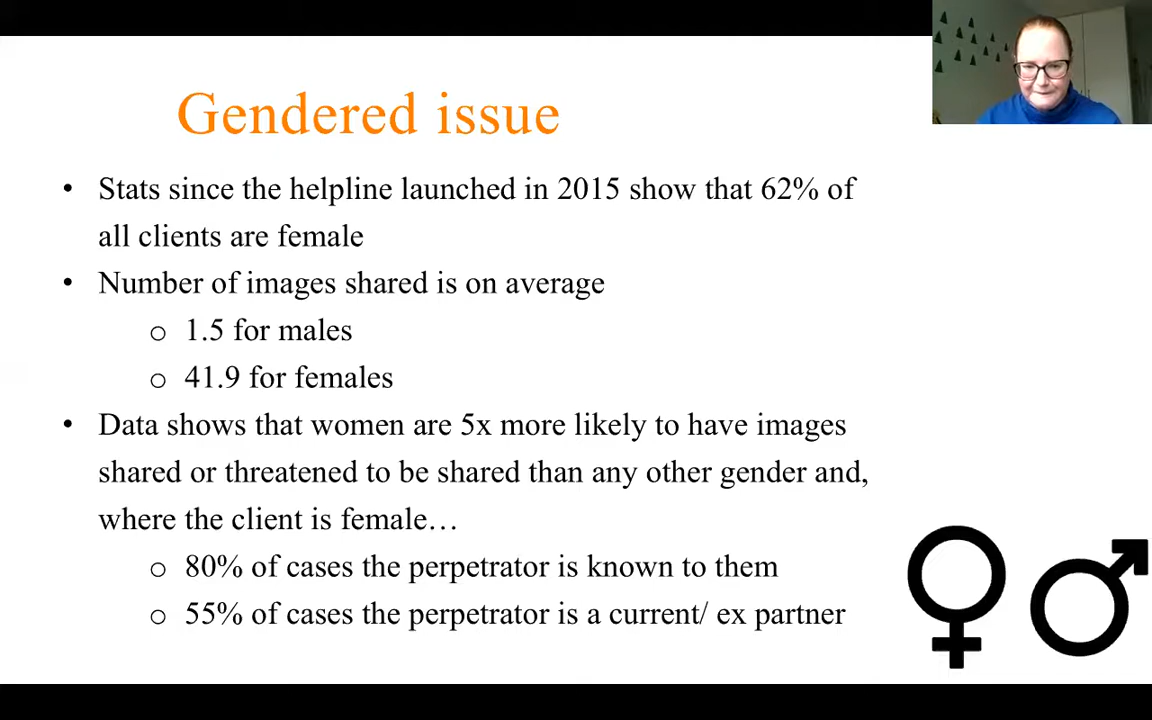 Gendered issue
• Stats since the helpline launched in 2015 show that 62% of
all clients are female
• Number of images shared is on average
o 1.5 for males
o 41.9 for females
• Data shows that women are 5x more likely to have images
shared or threatened to be shared than any other gender and,
where the client is female…
o 80% of cases the perpetrator is known to them
o 55% of cases the perpetrator is a current/ ex partner